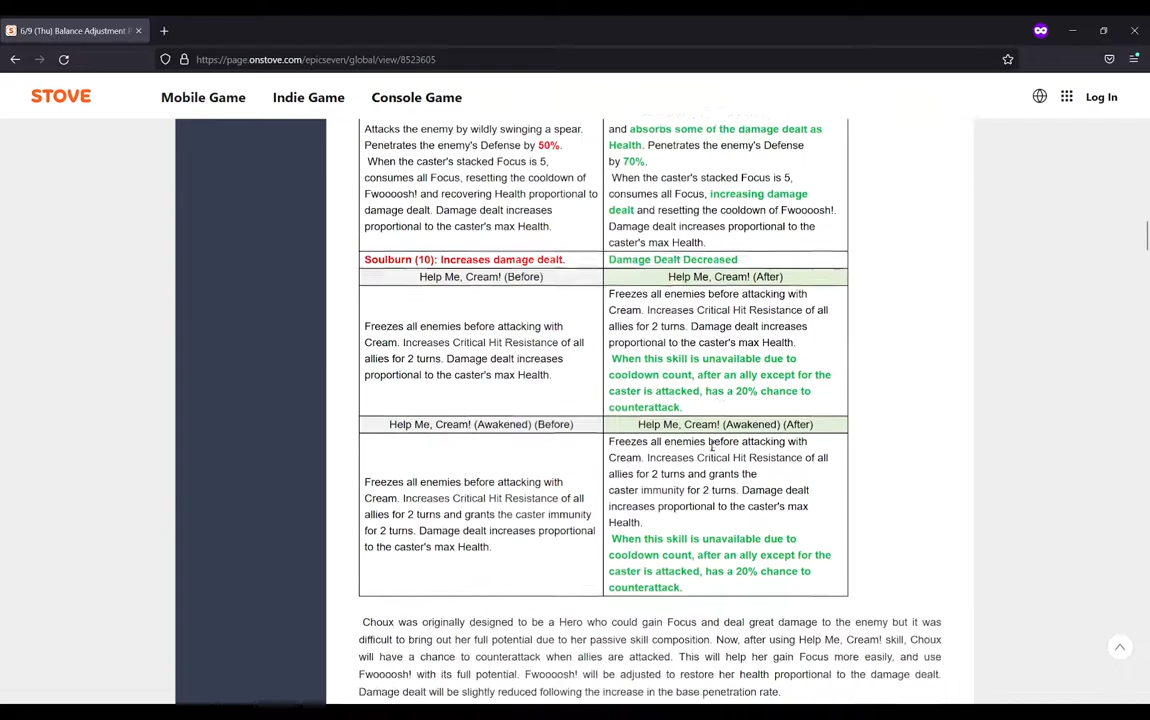 6/9 (Thu) Balance Adjustment
https://page.onstove.com/epicseven/global/view/8523605
STOVE
Mobile Game
Indie Game
Console Game
Log In
Attacks the enemy by wildly swinging a spear.
Penetrates the enemy's Defense by 50%.
When the caster's stacked Focus is 5,
consumes all Focus, resetting the cooldown of
Fwoooosh! and recovering Health proportional to
damage dealt. Damage dealt increases
proportional to the caster's max Health.
and absorbs some of the damage dealt as
Health. Penetrates the enemy's Defense
by 70%.
When the caster's stacked Focus is 5,
consumes all Focus, increasing damage
dealt and resetting the cooldown of Fwoooosh!.
Damage dealt increases proportional to the
caster's max Health.
Soulburn (10): Increases damage dealt.
Damage Dealt Decreased
Help Me, Cream! (Before)
Help Me, Cream! (After)
Freezes all enemies before attacking with
Cream. Increases Critical Hit Resistance of all
allies for 2 turns. Damage dealt increases
proportional to the caster's max Health.
Freezes all enemies before attacking with
Cream. Increases Critical Hit Resistance of all
allies for 2 turns. Damage dealt increases
proportional to the caster's max Health.
When this skill is unavailable due to
cooldown count, after an ally except for the
caster is attacked, has a 20% chance to
counterattack.
Help Me, Cream! (Awakened) (Before)
Help Me, Cream! (Awakened) (After)
Freezes all enemies before attacking with
Cream. Increases Critical Hit Resistance of all
allies for 2 turns and grants the caster immunity
for 2 turns. Damage dealt increases proportional
to the caster's max Health.
Freezes all enemies before attacking with
Cream. Increases Critical Hit Resistance of all
allies for 2 turns and grants the
caster immunity for 2 turns. Damage dealt
increases proportional to the caster's max
Health.
When this skill is unavailable due to
cooldown count, after an ally except for the
caster is attacked, has a 20% chance to
counterattack.
Choux was originally designed to be a Hero who could gain Focus and deal great damage to the enemy but it was
difficult to bring out her full potential due to her passive skill composition. Now, after using Help Me, Cream! skill, Choux
will have a chance to counterattack when allies are attacked. This will help her gain Focus more easily, and use
Fwoooosh! with its full potential. Fwoooosh! will be adjusted to restore her health proportional to the damage dealt.
Damage dealt will be slightly reduced following the increase in the base penetration rate.